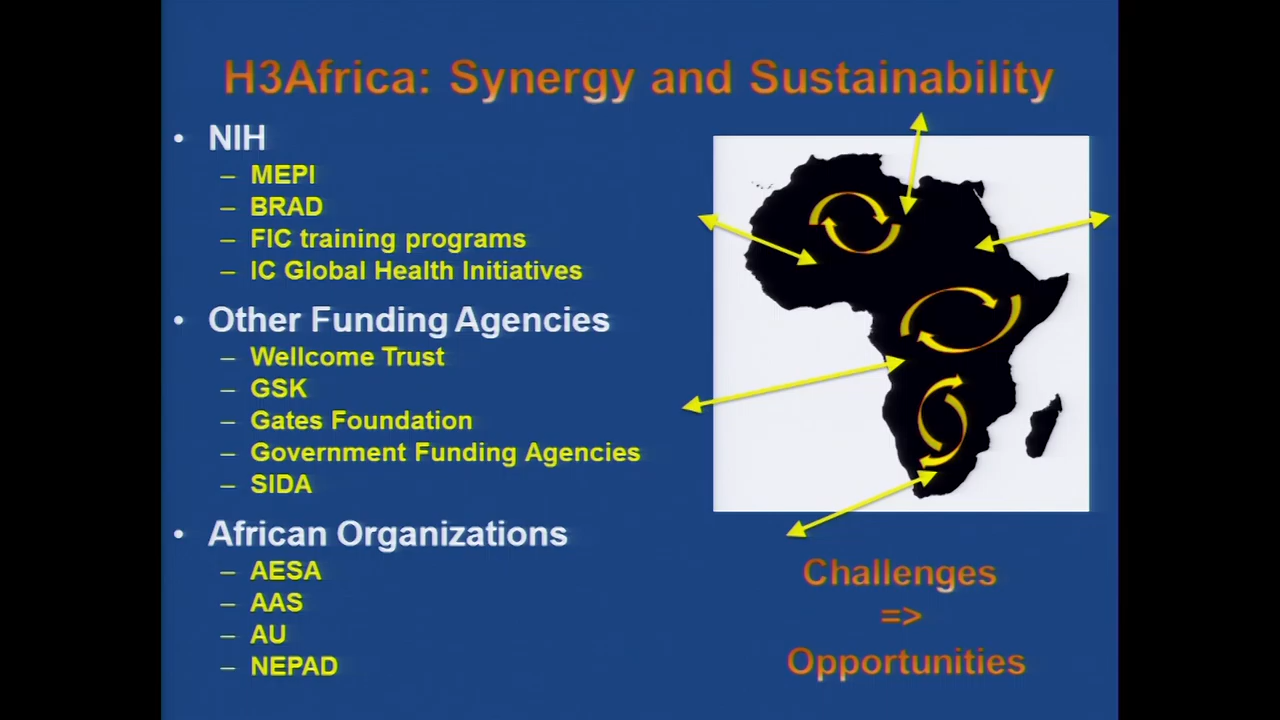 H3Africa: Synergy and Sustainability
• NIH
– MEPI
– BRAD
– FIC training programs
– IC Global Health Initiatives
• Other Funding Agencies
– Wellcome Trust
– GSK
– Gates Foundation
– Government Funding Agencies
– SIDA
• African Organizations
– AESA
– AAS
– AU
– NEPAD
Challenges
=>
Opportunities